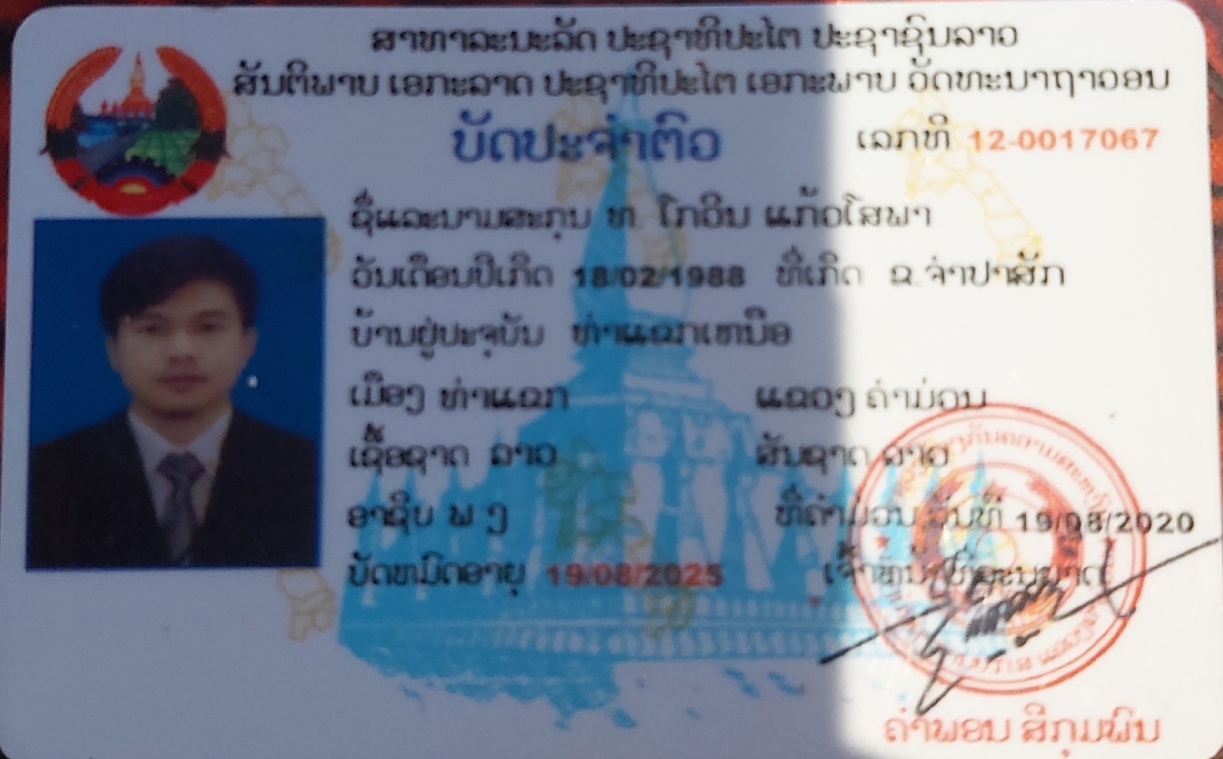 ສາທາລະນະລັດ ປະຊາທິປະໄຕ ປະຊາຊົນລາວ
ສັນຕິພາບ ເອກະລາດ ປະຊາທິປະໄຕ ເອກະພາບ ວັດທະນາຖາວອນ
ບັດປະຈຳຕົວ
ເລກທີ 12-0017067
ຊື່ແລະນາມສະກຸນ ທ. ໂກວິນ ແກ້ວໂສພາ
ວັນເດືອນປີເກີດ 18/02/1988 ທີ່ເກີດ ຂ.ຈຳປາສັກ
ບ້ານຢູ່ປະຈຸບັນ ທ່າແຂກເຫນືອ
ເມືອງ ທ່າແຂກ ແຂວງ ຄຳມ່ວນ
ເຊື້ອຊາດ ລາວ ສັນຊາດ ລາວ
ອາຊີບ ພ ງ ທີ່ຄຳມ່ວນ ວັນທີ 19/08/2020
ບັດຫມົດອາຍຸ 19/08/2025 ເຈົ້າຫນ້າທີ່ອະນຸຍາດ
ຄຳພອນ ສີກຸມພົນ